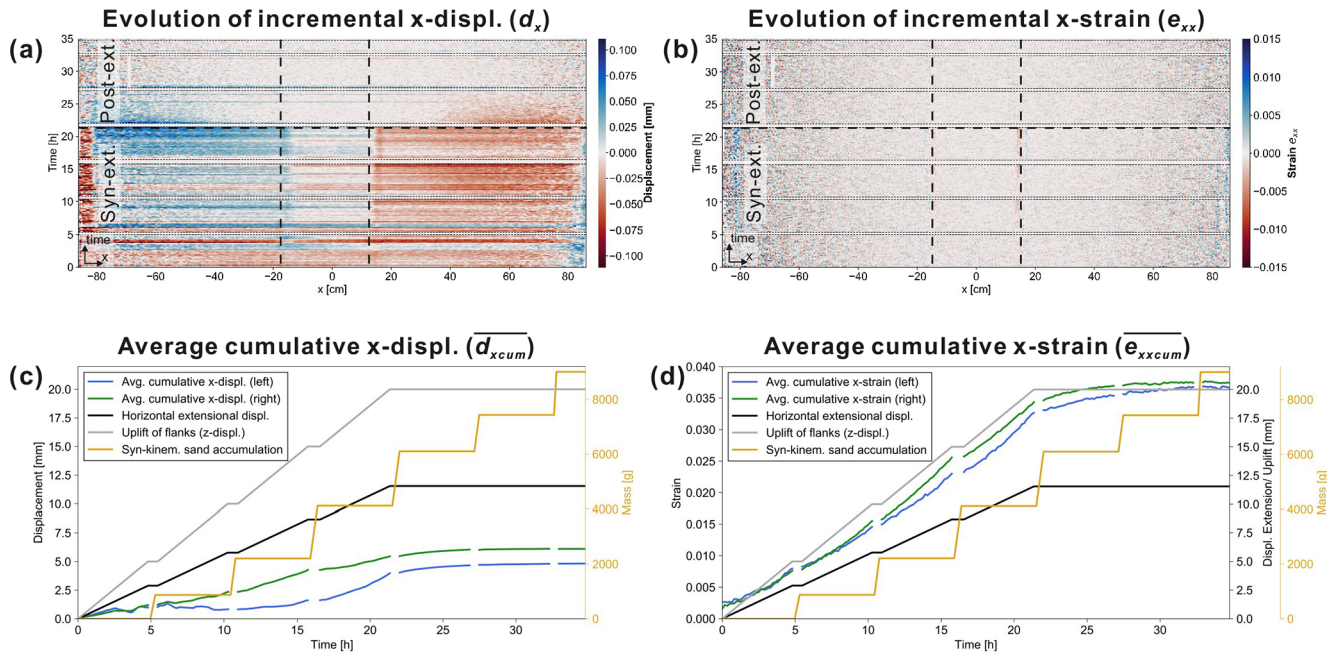 Evolution of incremental x-displ. (dx)
(a)
35
30
25
20
15
10
5
0
Time [h]
Post-ext.
Syn-ext.
time
x
−80
−60
−40
−20
0
20
40
60
80
x [cm]
0.100
0.075
0.050
0.025
0.000
−0.025
−0.050
−0.075
−0.100
Displacement [mm]
Evolution of incremental x-strain (exx)
(b)
35
30
25
20
15
10
5
0
Time [h]
Post-ext.
Syn-ext.
time
x
−80
−60
−40
−20
0
20
40
60
80
x [cm]
0.015
0.010
0.005
0.000
−0.005
−0.010
−0.015
Strain exx
Average cumulative x-displ. (dxcum)
(c)
20.0
17.5
15.0
12.5
10.0
7.5
5.0
2.5
0.0
Displacement [mm]
Avg. cumulative x-displ. (left)
Avg. cumulative x-displ. (right)
Horizontal extensional displ.
Uplift of flanks (z-displ.)
Syn-kinem. sand accumulation
0
5
10
15
20
25
30
Time [h]
8000
6000
4000
2000
0
Mass [g]
Average cumulative x-strain (exxcum)
(d)
0.040
0.035
0.030
0.025
0.020
0.015
0.010
0.005
0.000
Strain
Avg. cumulative x-strain (left)
Avg. cumulative x-strain (right)
Horizontal extensional displ.
Uplift of flanks (z-displ.)
Syn-kinem. sand accumulation
0
5
10
15
20
25
30
Time [h]
20.0
17.5
15.0
12.5
10.0
7.5
5.0
2.5
0.0
Displ. Extension/ Uplift [mm]
8000
6000
4000
2000
0
Mass [g]